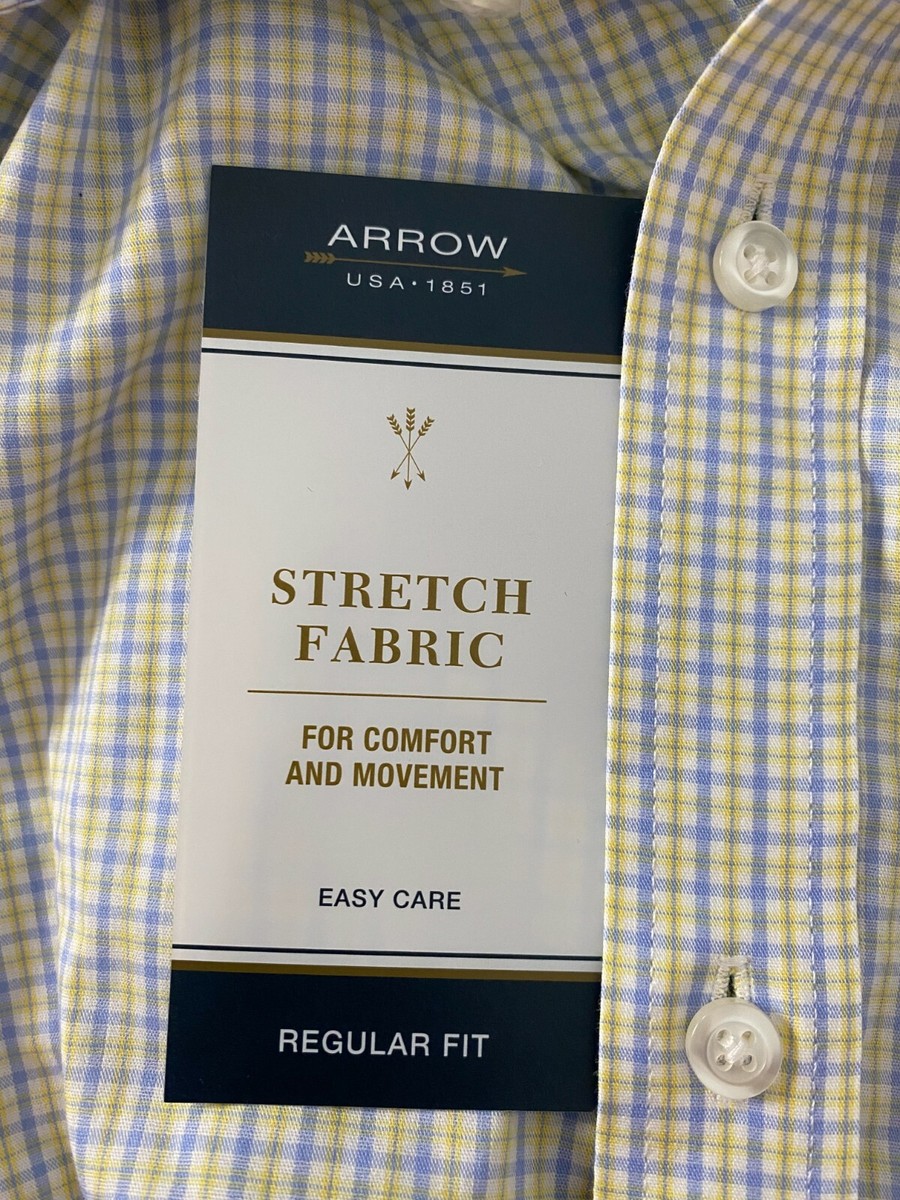 ARROW
USA•1851
STRETCH
FABRIC
FOR COMFORT
AND MOVEMENT
EASY CARE
REGULAR FIT